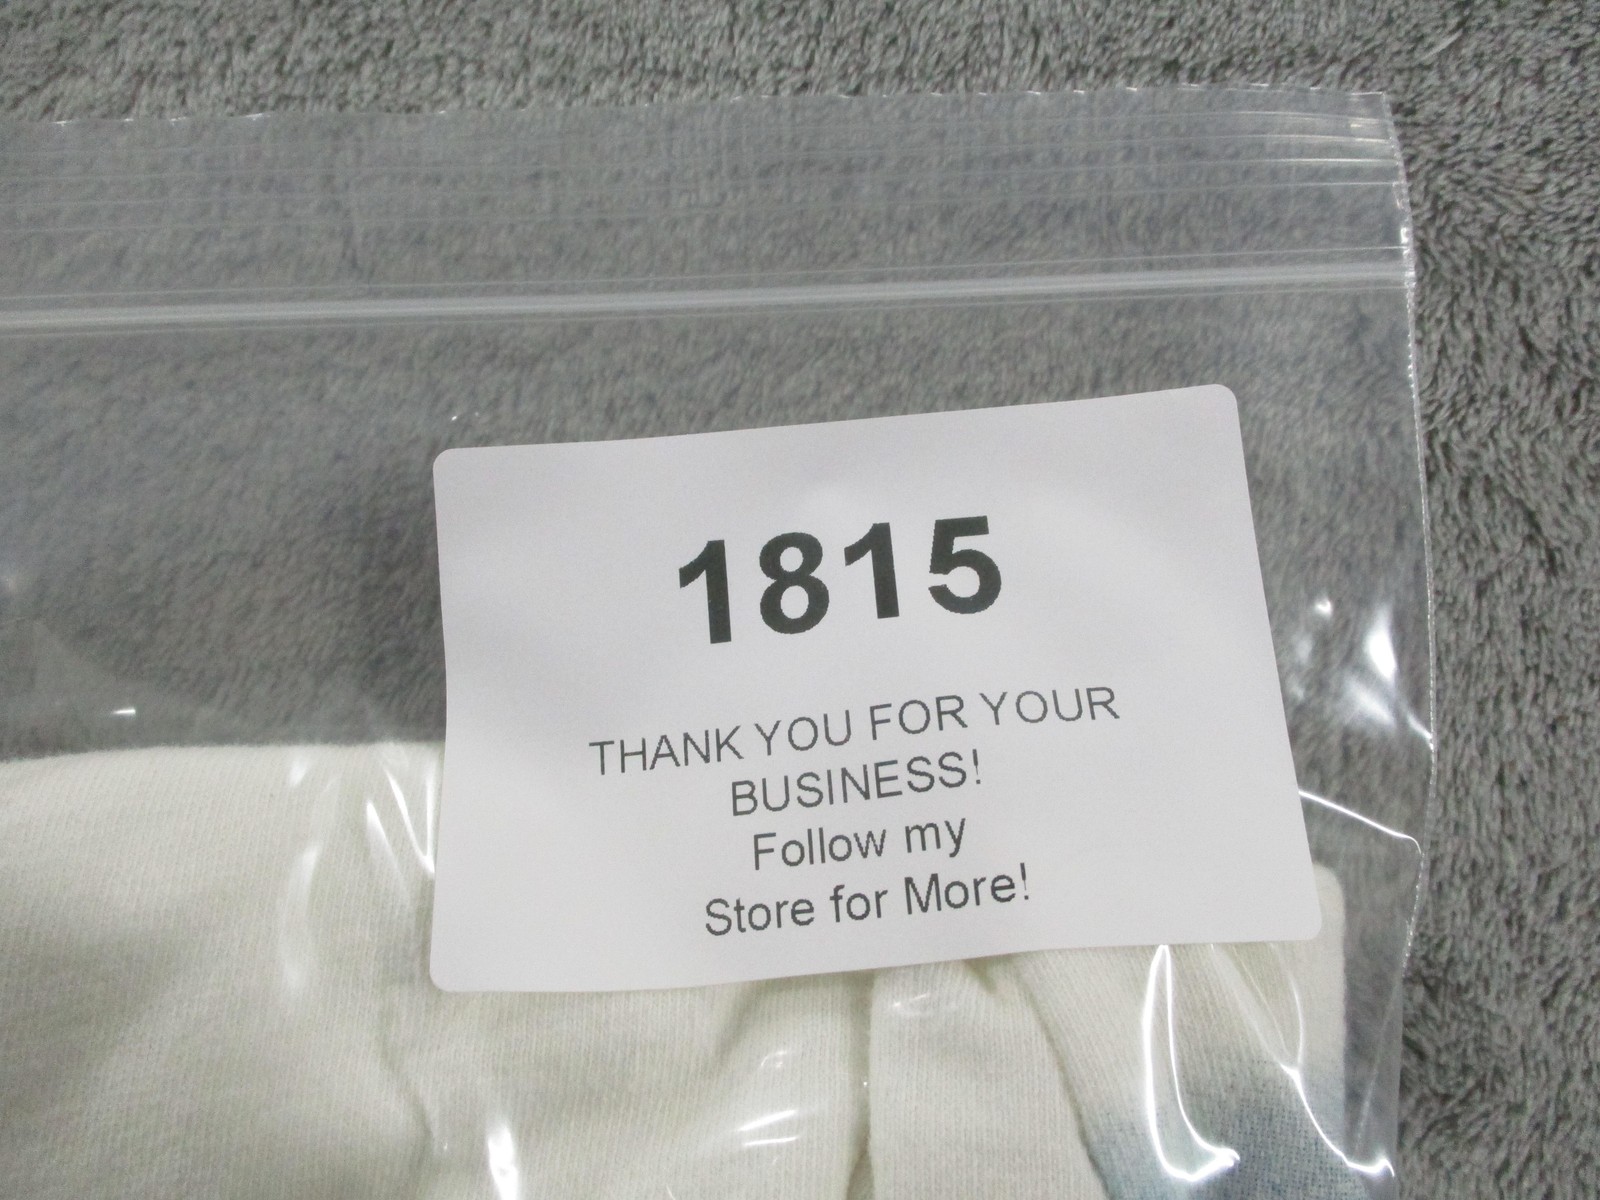 1815
THANK YOU FOR YOUR
BUSINESS!
Follow my
Store for More!